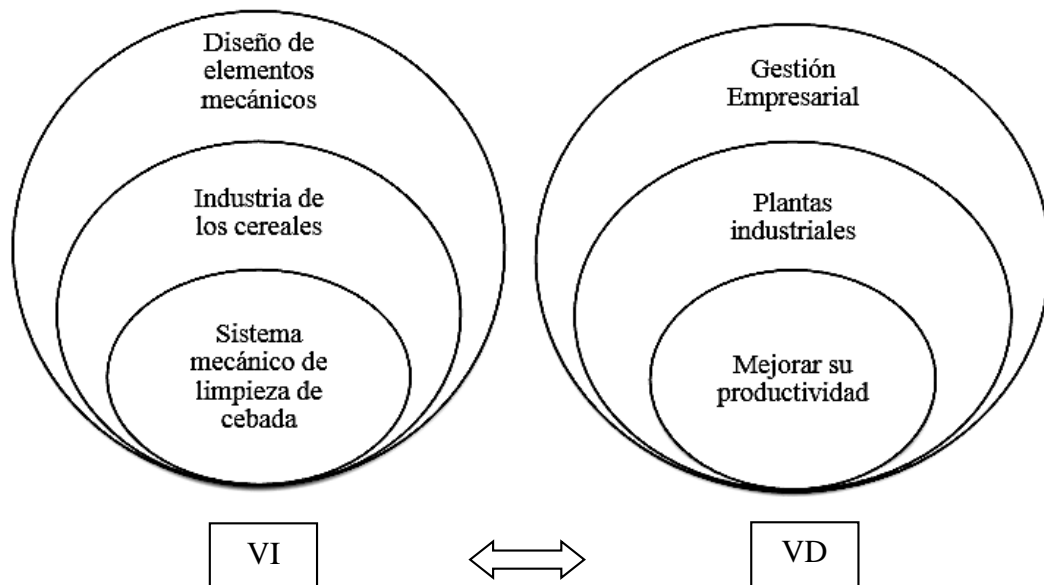 Diseño de
elementos
mecánicos
Industria de
los cereales
Sistema
mecánico de
limpieza de
cebada
Gestión
Empresarial
Plantas
industriales
Mejorar su
productividad
VI
VD